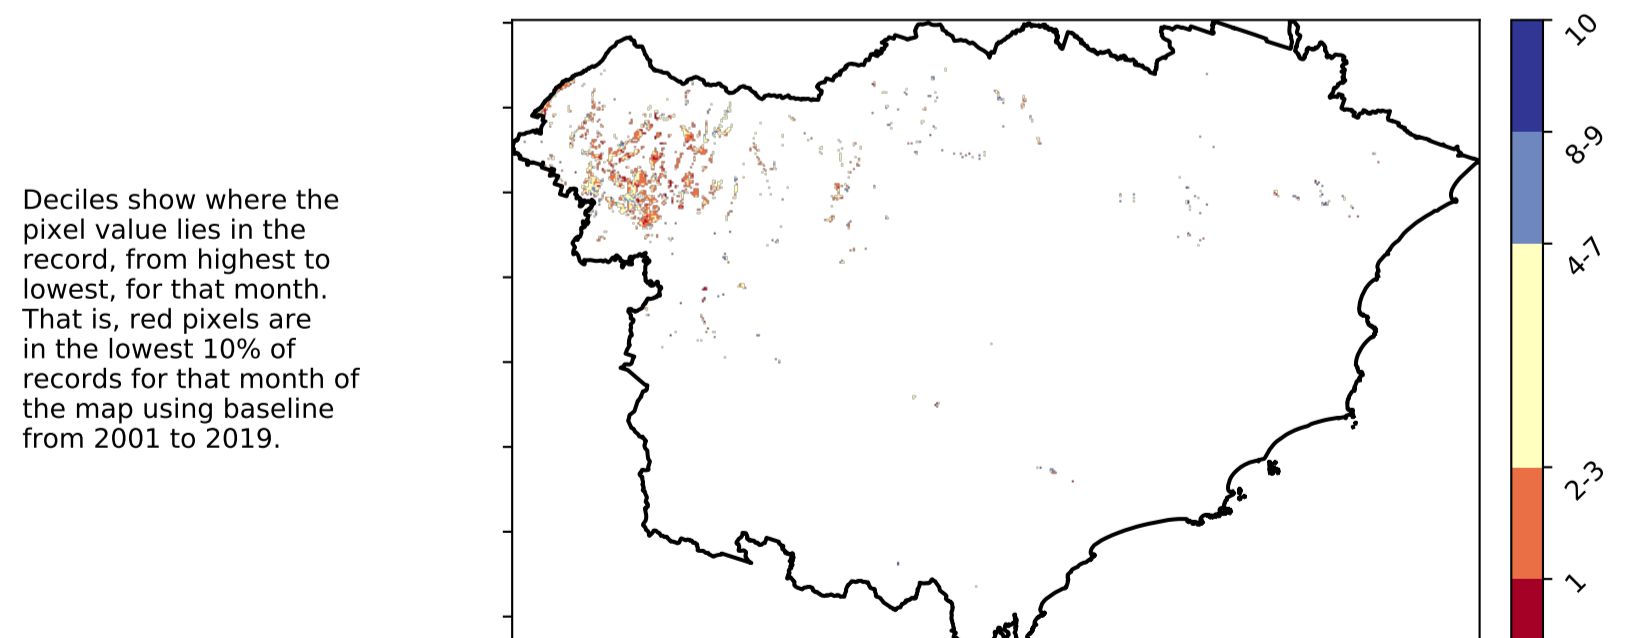 Deciles show where the
pixel value lies in the
record, from highest to
lowest, for that month.
That is, red pixels are
in the lowest 10% of
records for that month of
the map using baseline
from 2001 to 2019.
10
8-9
4-7
2-3
1